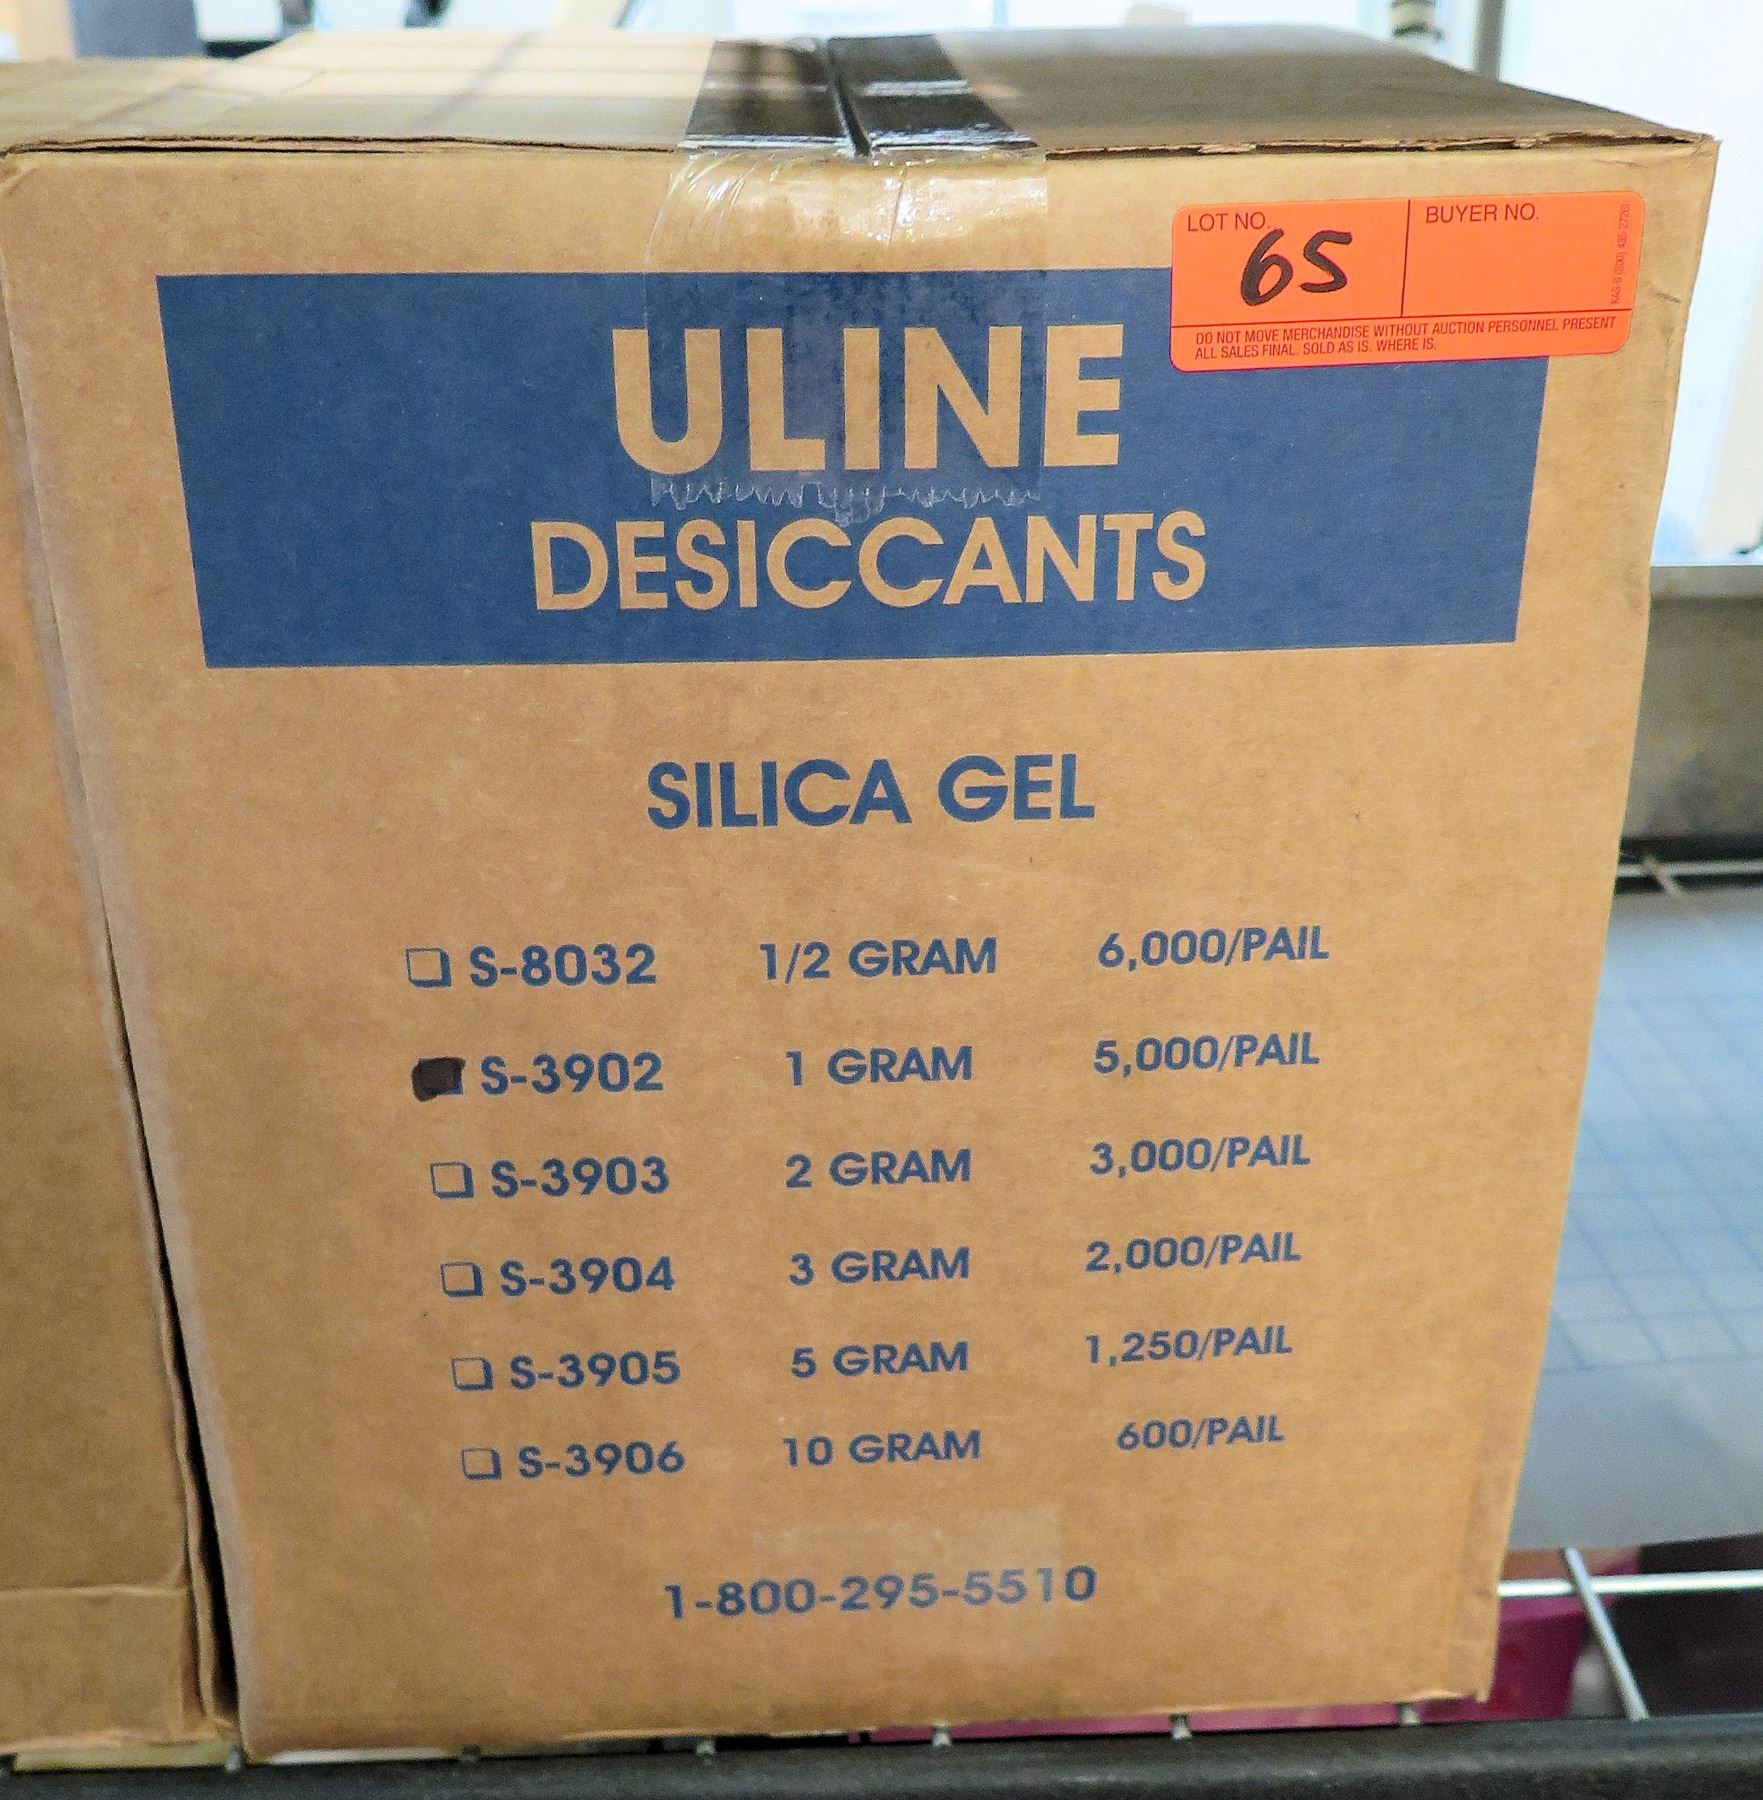 LOT NO. 65 BUYER NO.
DO NOT MOVE MERCHANDISE WITHOUT AUCTION PERSONNEL PRESENT
ALL SALES FINAL. SOLD AS IS. WHERE IS.
ULINE
DESICCANTS
SILICA GEL
S-8032 1/2 GRAM 6,000/PAIL
S-3902 1 GRAM 5,000/PAIL
S-3903 2 GRAM 3,000/PAIL
S-3904 3 GRAM 2,000/PAIL
S-3905 5 GRAM 1,250/PAIL
S-3906 10 GRAM 600/PAIL
1-800-295-5510